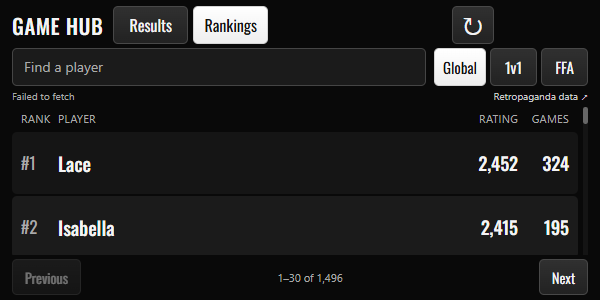 GAME HUB Results Rankings ↻
Find a player Global 1v1 FFA
Failed to fetch Retropaganda data ↗
RANK PLAYER RATING GAMES
#1 Lace 2,452 324
#2 Isabella 2,415 195
Previous 1–30 of 1,496 Next